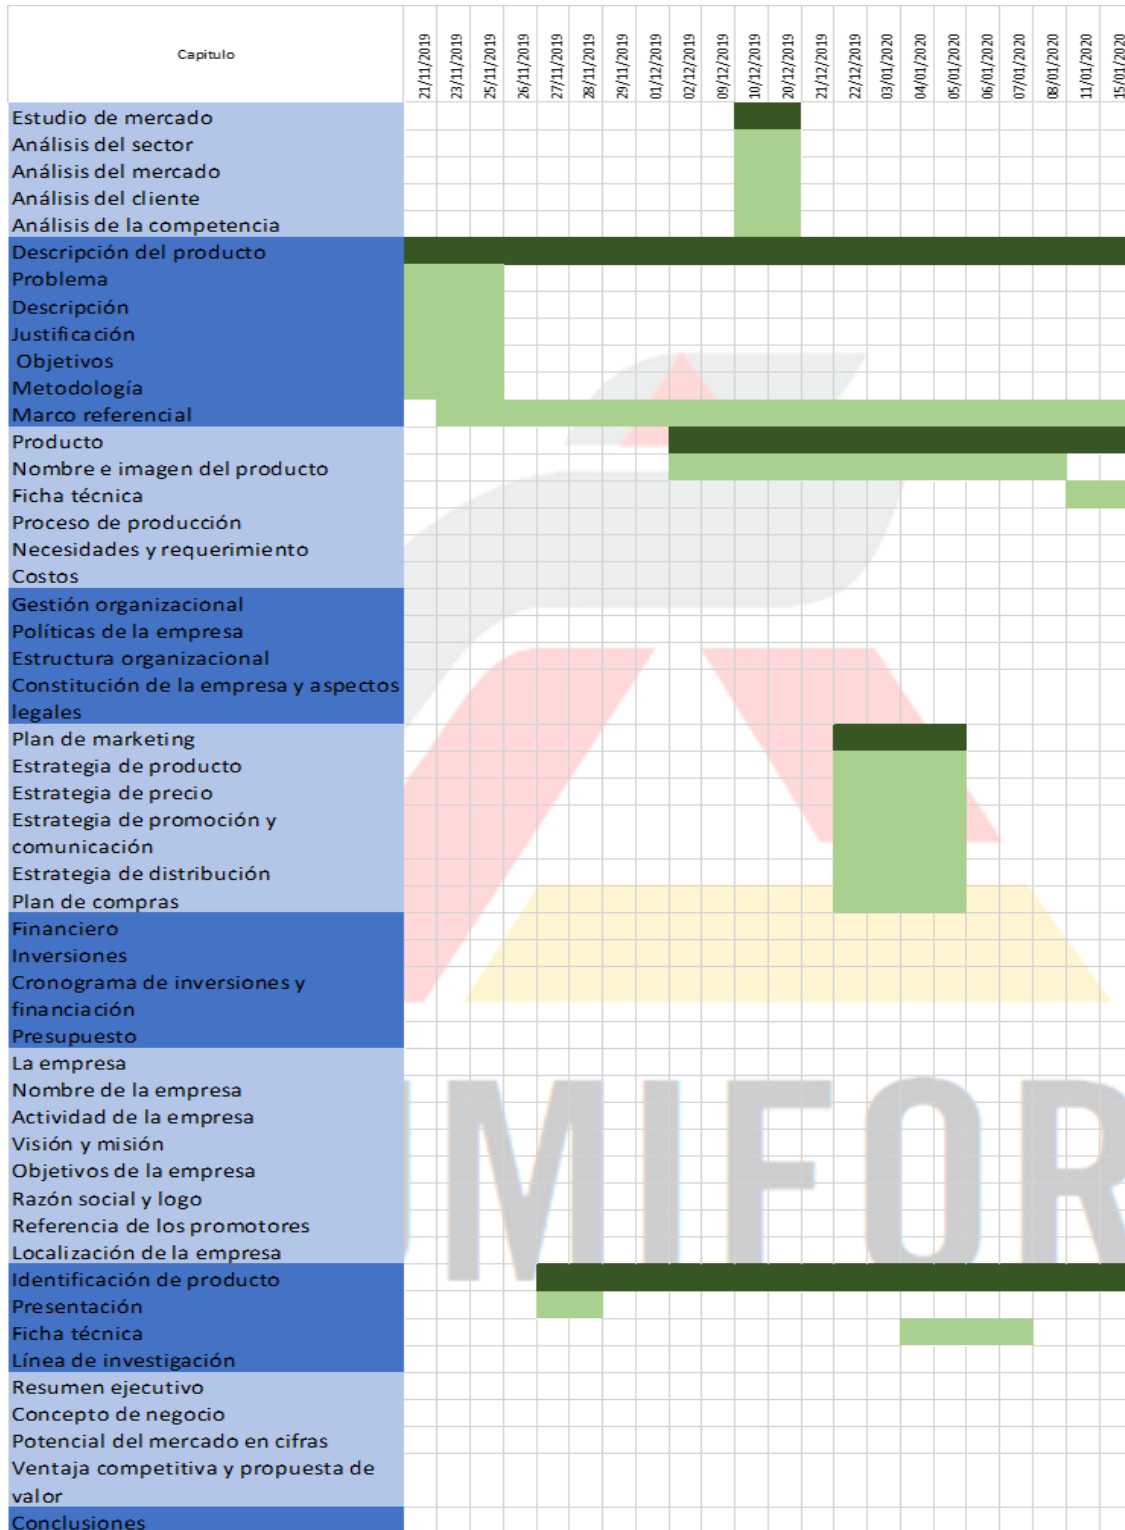 Capitulo
21/11/2019
23/11/2019
25/11/2019
26/11/2019
27/11/2019
28/11/2019
29/11/2019
01/12/2019
02/12/2019
09/12/2019
10/12/2019
20/12/2019
21/12/2019
22/12/2019
03/01/2020
04/01/2020
05/01/2020
06/01/2020
07/01/2020
08/01/2020
11/01/2020
15/01/2020
Estudio de mercado
Análisis del sector
Análisis del mercado
Análisis del cliente
Análisis de la competencia
Descripción del producto
Problema
Descripción
Justificación
Objetivos
Metodología
Marco referencial
Producto
Nombre e imagen del producto
Ficha técnica
Proceso de producción
Necesidades y requerimiento
Costos
Gestión organizacional
Políticas de la empresa
Estructura organizacional
Constitución de la empresa y aspectos
legales
Plan de marketing
Estrategia de producto
Estrategia de precio
Estrategia de promoción y
comunicación
Estrategia de distribución
Plan de compras
Financiero
Inversiones
Cronograma de inversiones y
financiación
Presupuesto
La empresa
Nombre de la empresa
Actividad de la empresa
Visión y misión
Objetivos de la empresa
Razón social y logo
Referencia de los promotores
Localización de la empresa
UMIFOR
Identificación de producto
Presentación
Ficha técnica
Línea de investigación
Resumen ejecutivo
Concepto de negocio
Potencial del mercado en cifras
Ventaja competitiva y propuesta de
valor
Conclusiones